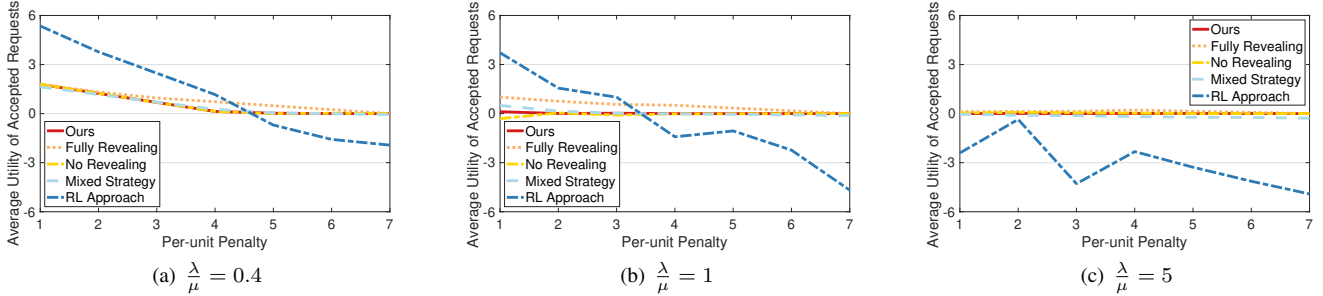 Average Utility of Accepted Requests
6
3
0
-3
-6
Ours
Fully Revealing
No Revealing
Mixed Strategy
RL Approach
1 2 3 4 5 6 7
Per-unit Penalty
(a) λ/μ = 0.4
Average Utility of Accepted Requests
6
3
0
-3
-6
Ours
Fully Revealing
No Revealing
Mixed Strategy
RL Approach
1 2 3 4 5 6 7
Per-unit Penalty
(b) λ/μ = 1
Average Utility of Accepted Requests
6
3
0
-3
-6
Ours
Fully Revealing
No Revealing
Mixed Strategy
RL Approach
1 2 3 4 5 6 7
Per-unit Penalty
(c) λ/μ = 5